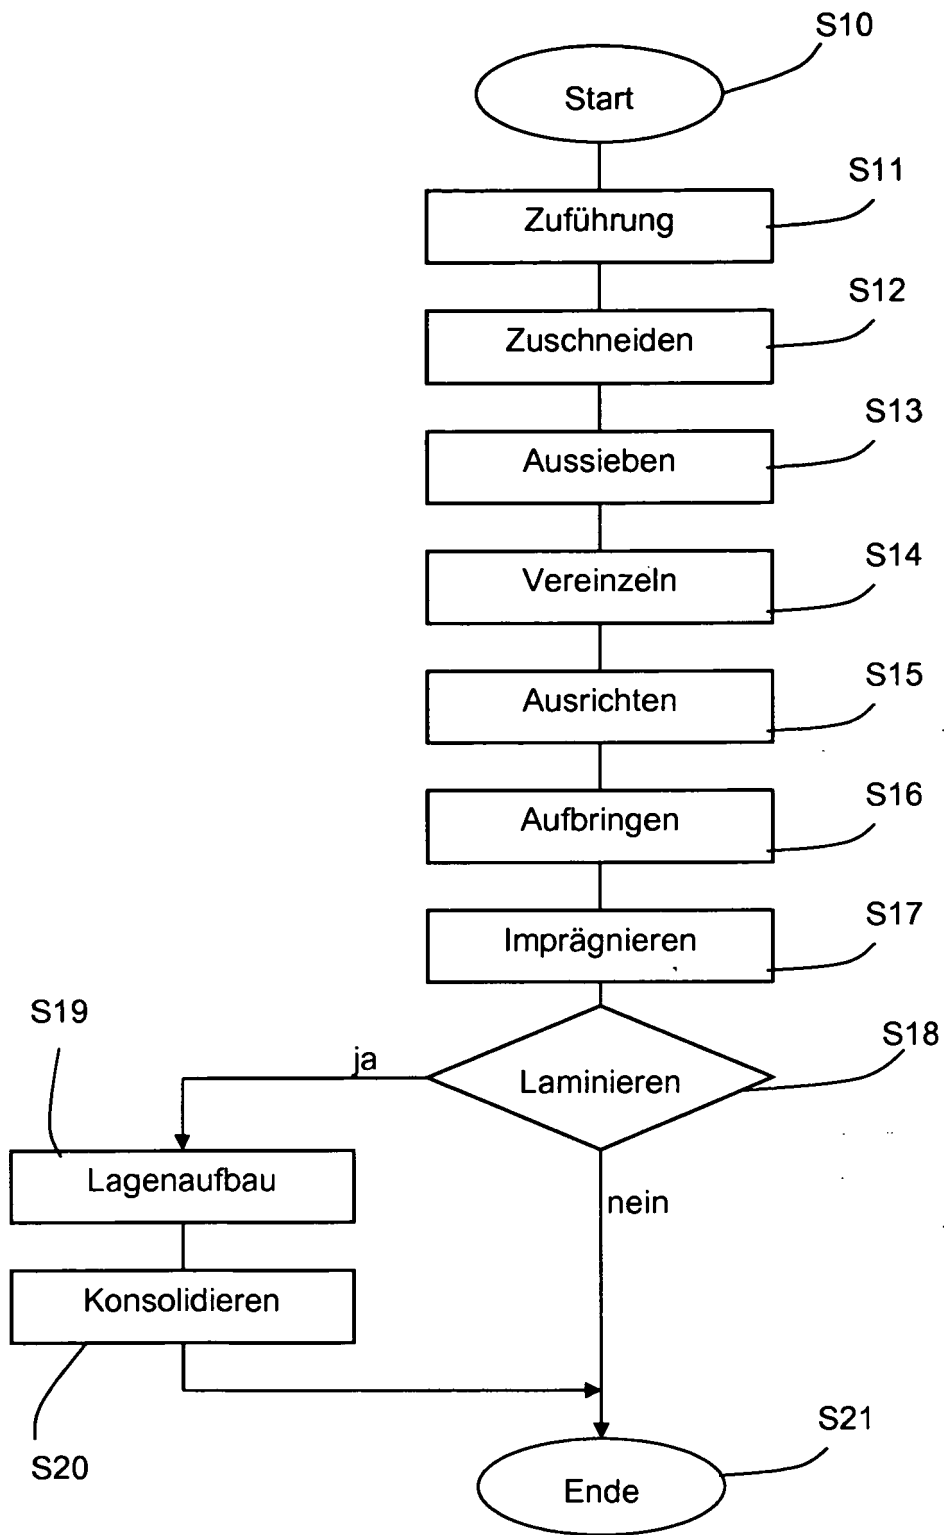 S10
Start
S11
Zuführung
S12
Zuschneiden
S13
Aussieben
S14
Vereinzeln
S15
Ausrichten
S16
Aufbringen
S17
Imprägnieren
S18
Laminieren
ja
nein
S19
Lagenaufbau
Konsolidieren
S20
S21
Ende